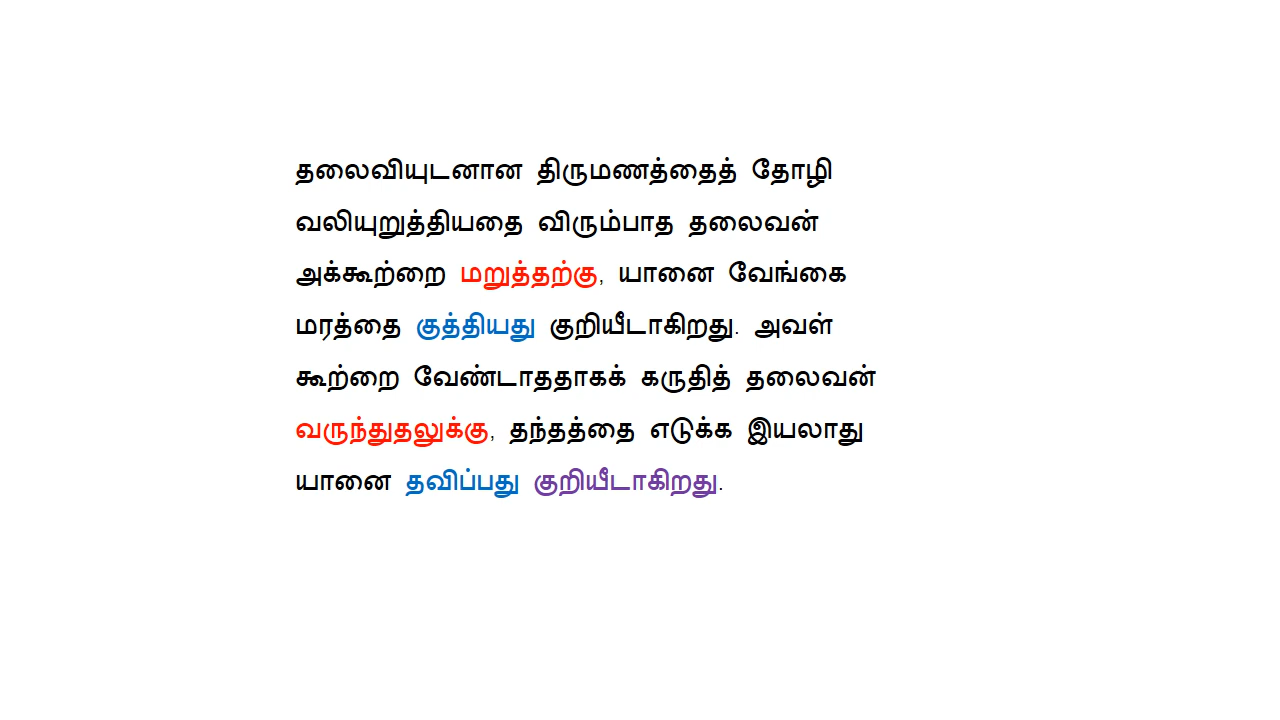 தலைவியுடனான திருமணத்தைத் தோழி
வலியுறுத்தியதை விரும்பாத தலைவன்
அக்கூற்றை மறுத்தற்கு, யானை வேங்கை
மரத்தை குத்தியது குறியீடாகிறது. அவள்
கூற்றை வேண்டாததாகக் கருதித் தலைவன்
வருந்துதலுக்கு, தந்தத்தை எடுக்க இயலாது
யானை தவிப்பது குறியீடாகிறது.